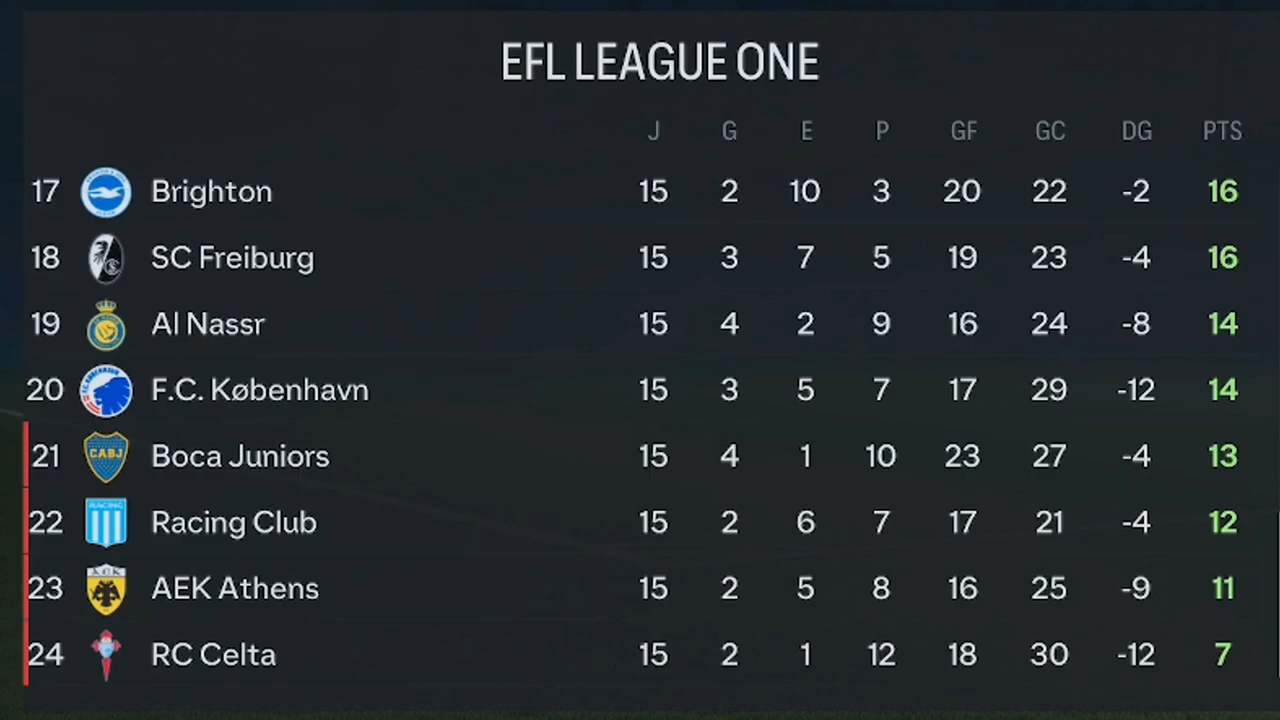 EFL LEAGUE ONE
J G E P GF GC DG PTS
17 Brighton 15 2 10 3 20 22 -2 16
18 SC Freiburg 15 3 7 5 19 23 -4 16
19 Al Nassr 15 4 2 9 16 24 -8 14
20 F.C. København 15 3 5 7 17 29 -12 14
21 CABJ Boca Juniors 15 4 1 10 23 27 -4 13
22 RACING Racing Club 15 2 6 7 17 21 -4 12
23 AEK Athens 15 2 5 8 16 25 -9 11
24 RC Celta 15 2 1 12 18 30 -12 7